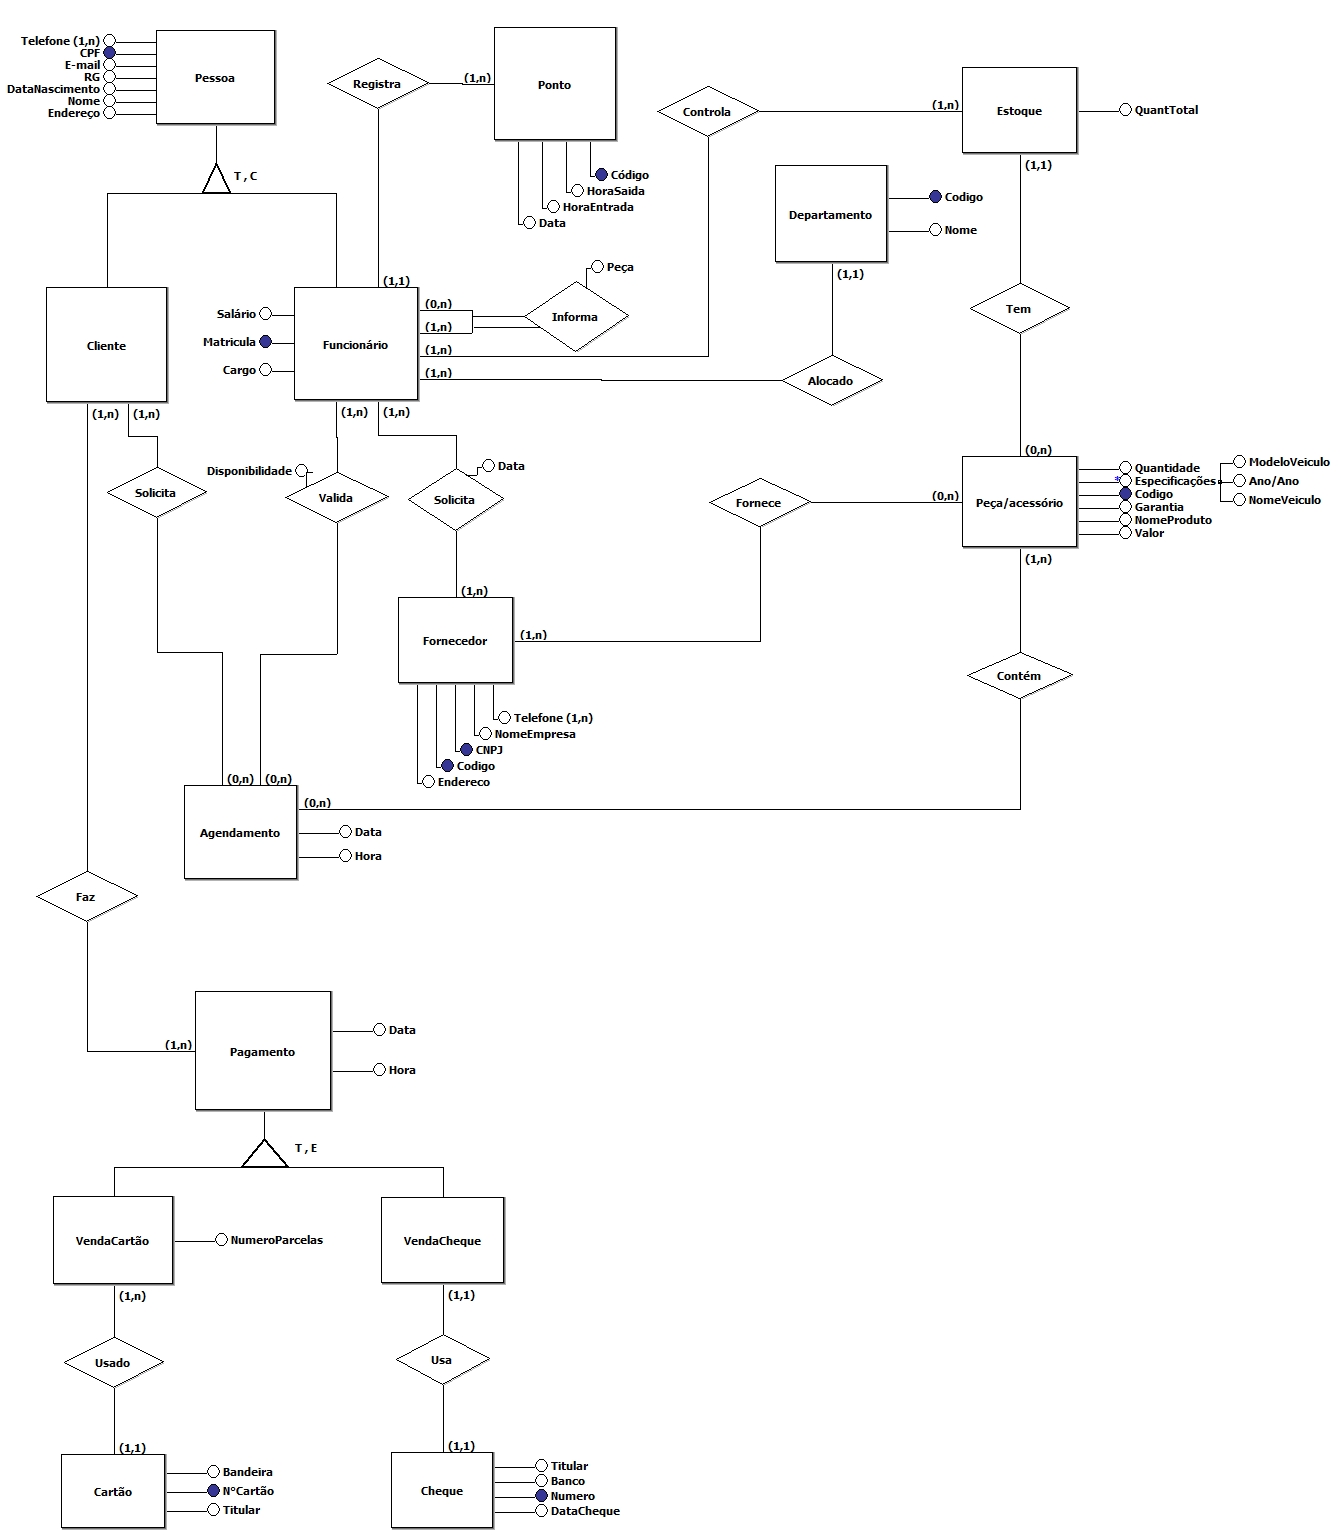 Telefone (1,n)
CPF
E-mail
RG
DataNascimento
Nome
Endereço
Pessoa
T,C
Registra
(1,n)
Ponto
Código
HoraSaida
HoraEntrada
Data
Controla
(1,n)
Estoque
QuantTotal
(1,1)
Departamento
Codigo
Nome
(1,1)
Cliente
(1,n)
(1,n)
Salário
Matricula
Cargo
Funcionário
(1,1)
(0,n)
(1,n)
(1,n)
(1,n)
Peça
Informa
Alocado
Tem
(1,n)
(1,n)
Solicita
Disponibilidade
Valida
Solicita
Data
Fornece
(0,n)
(0,n)
Peça/acessório
Quantidade
*
Especificações
Codigo
Garantia
NomeProduto
Valor
ModeloVeiculo
Ano/Ano
NomeVeiculo
(1,n)
(1,n)
Fornecedor
(1,n)
Telefone (1,n)
NomeEmpresa
CNPJ
Codigo
Endereco
Contém
(0,n)
(0,n)
(0,n)
Agendamento
Data
Hora
Faz
(1,n)
Pagamento
Data
Hora
T,E
VendaCartão
NumeroParcelas
VendaCheque
(1,n)
(1,1)
Usado
Usa
(1,1)
(1,1)
Cartão
Bandeira
N°Cartão
Titular
Cheque
Titular
Banco
Numero
DataCheque